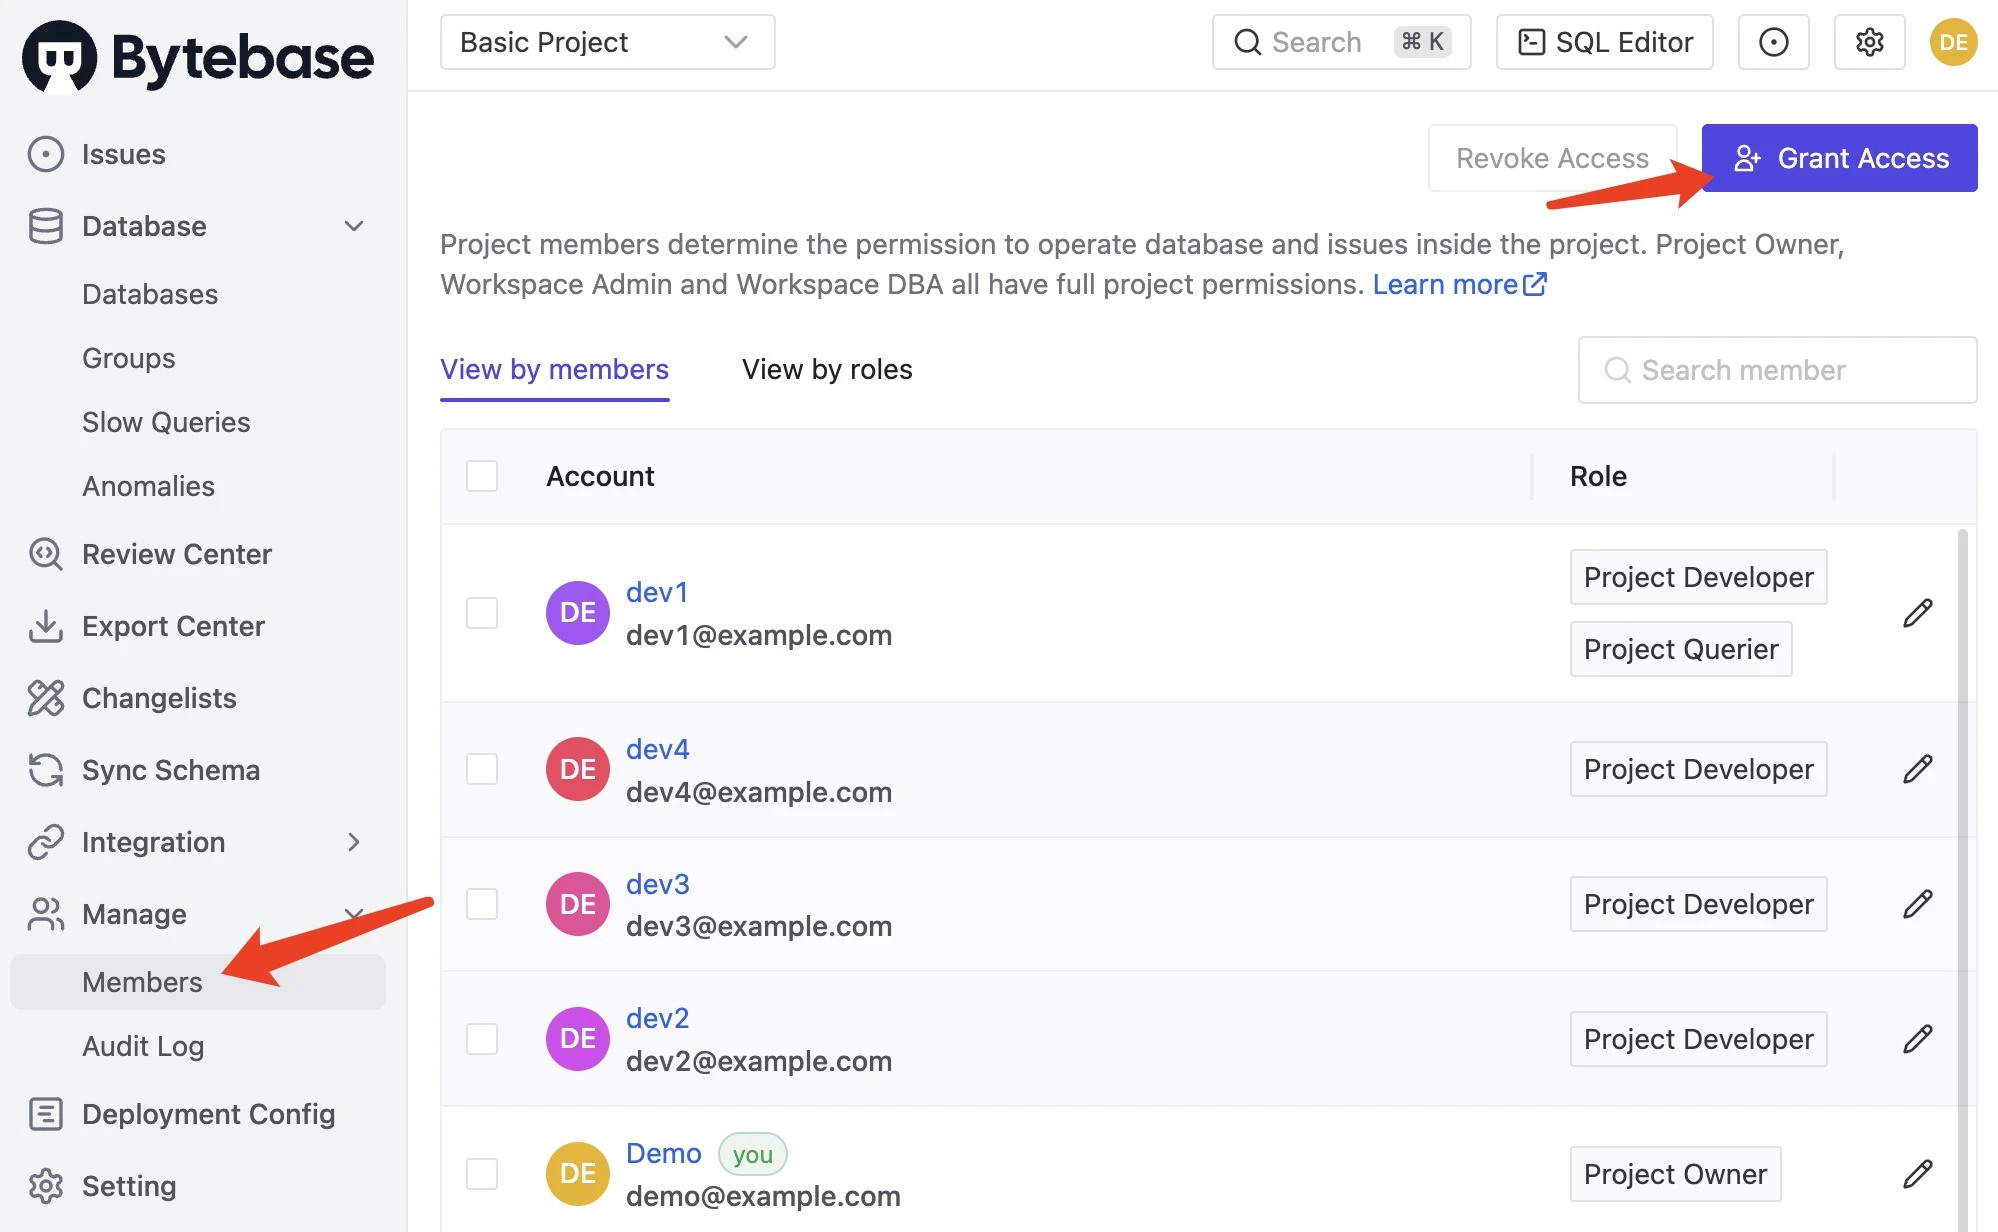 Bytebase
Basic Project
Search ⌘ K
SQL Editor
DE
Issues
Database
Databases
Groups
Slow Queries
Anomalies
Review Center
Export Center
Changelists
Sync Schema
Integration
Manage
Members
Audit Log
Deployment Config
Setting
Revoke Access
Grant Access
Project members determine the permission to operate database and issues inside the project. Project Owner,
Workspace Admin and Workspace DBA all have full project permissions. Learn more
View by members
View by roles
Search member
Account
Role
DE
dev1
dev1@example.com
Project Developer
Project Querier
DE
dev4
dev4@example.com
Project Developer
DE
dev3
dev3@example.com
Project Developer
DE
dev2
dev2@example.com
Project Developer
DE
Demo you
demo@example.com
Project Owner